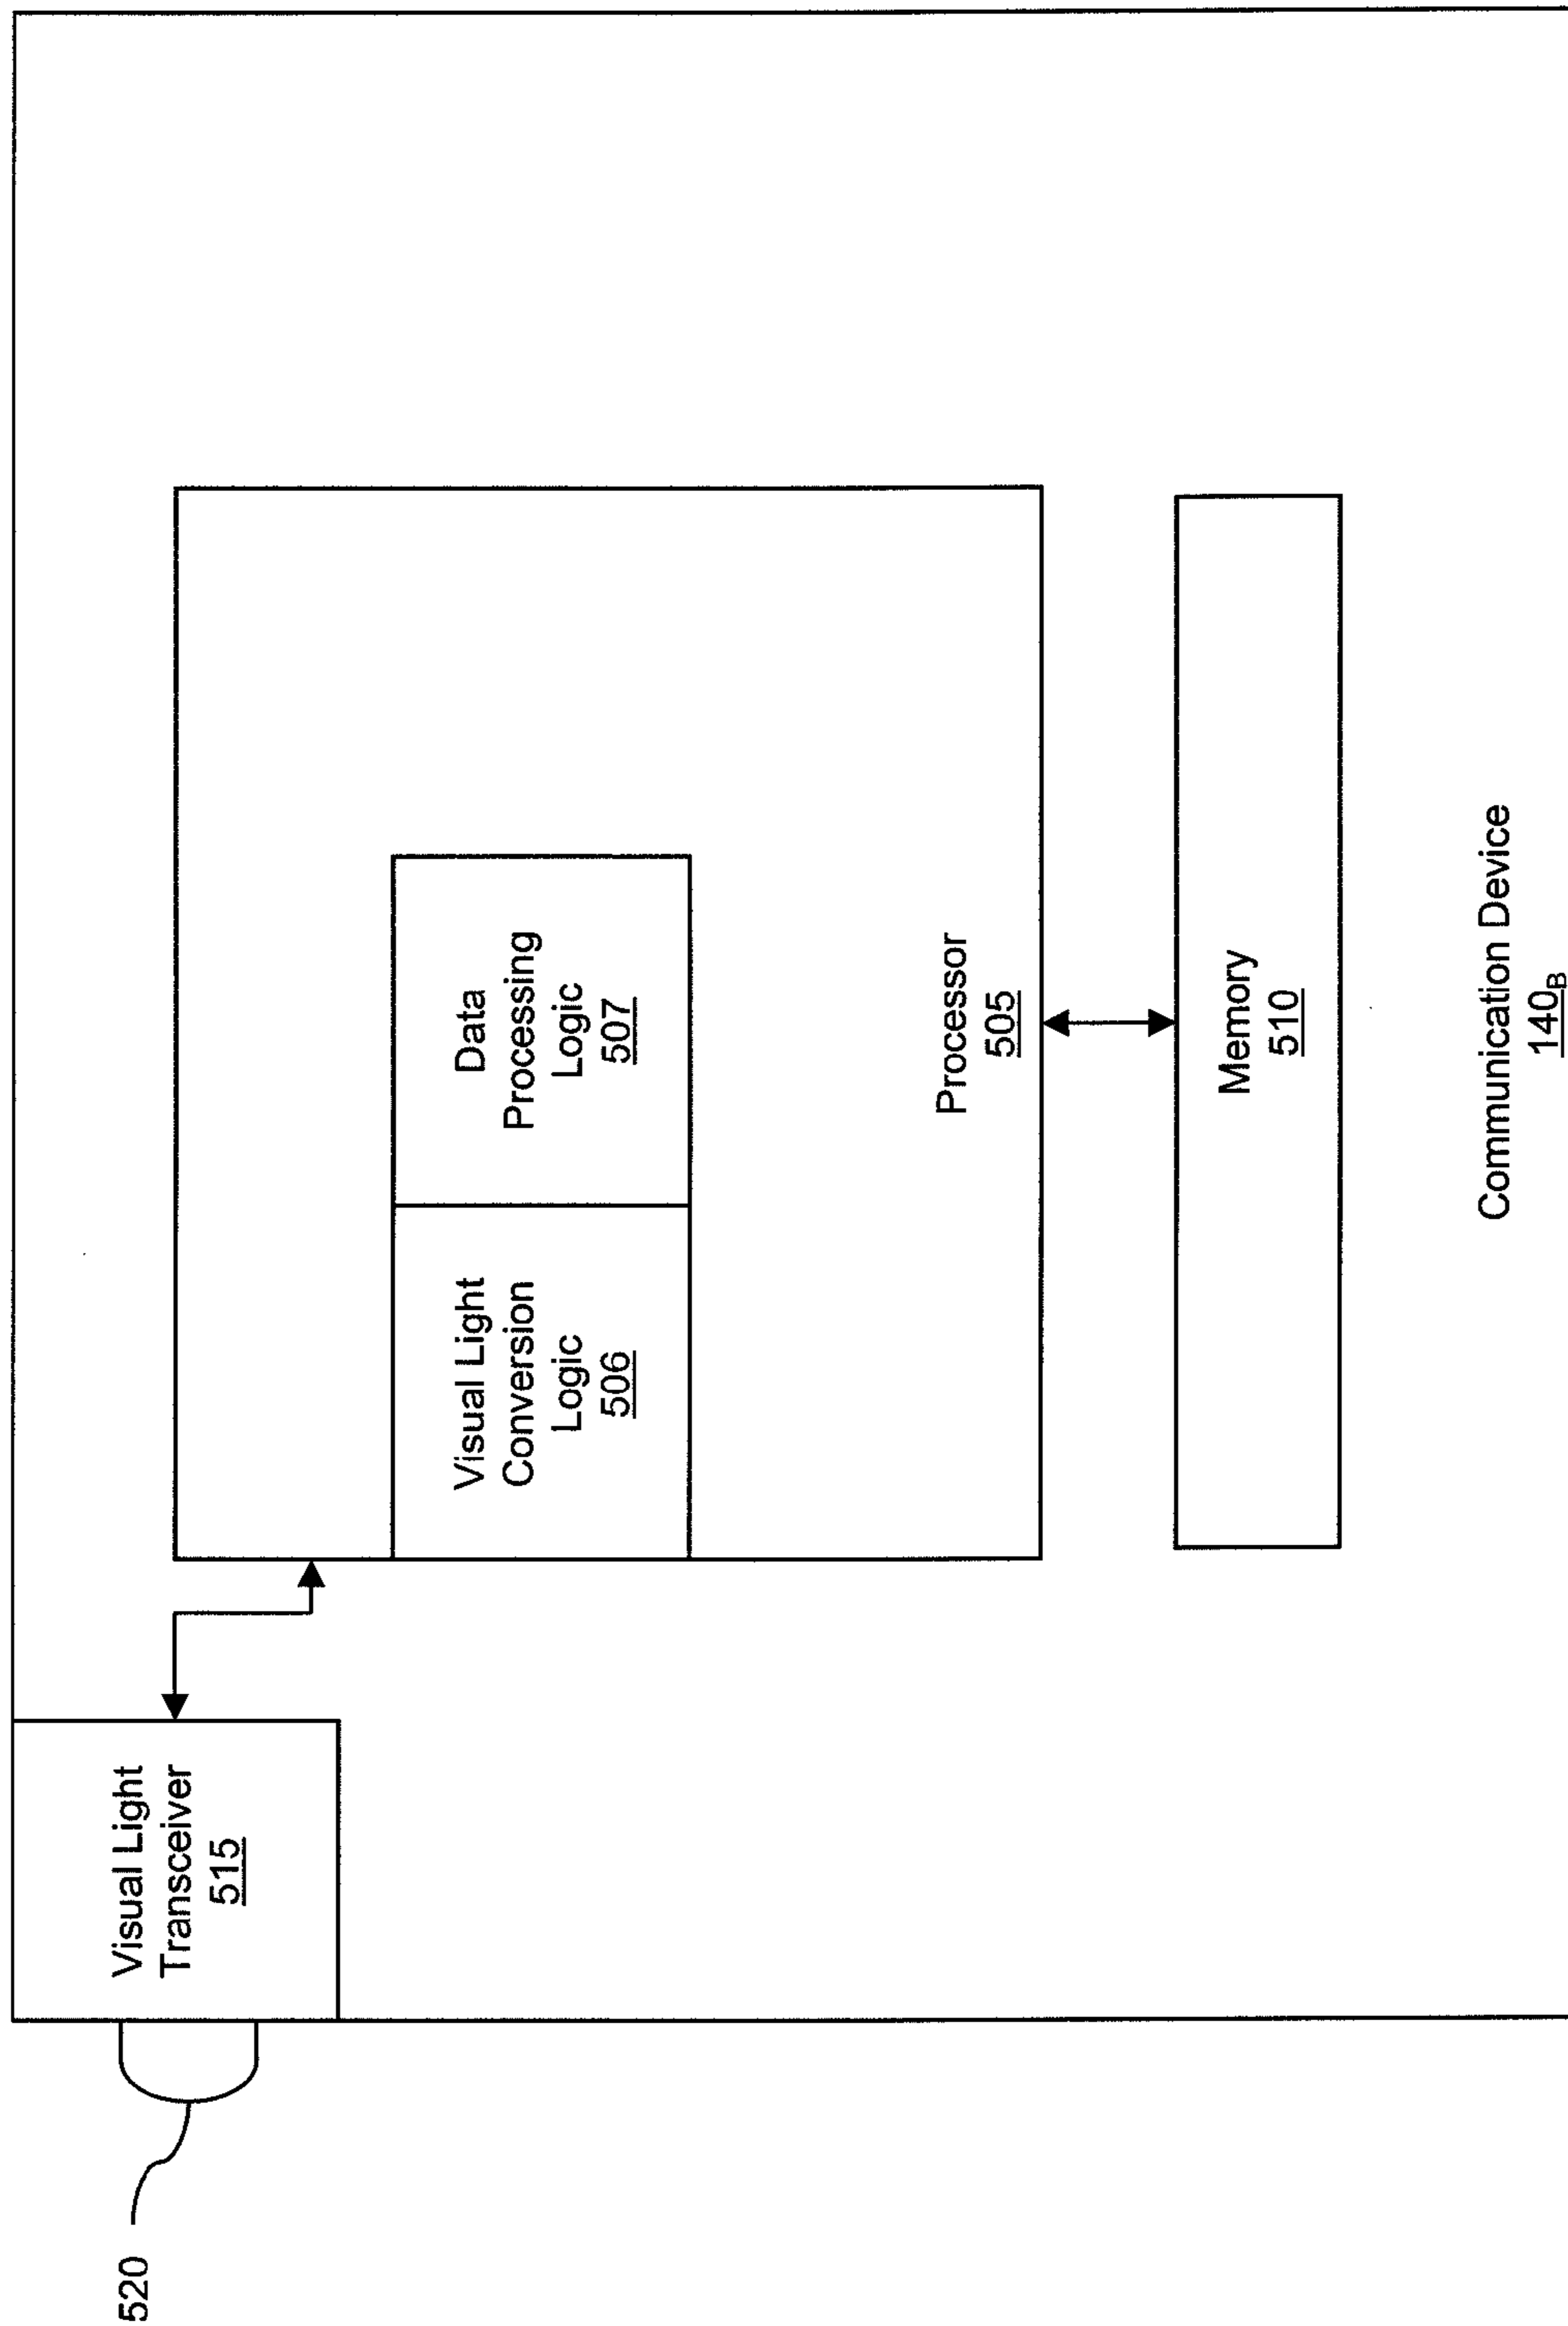 520
Visual Light
Transceiver
515
Visual Light
Conversion
Logic
506
Data
Processing
Logic
507
Processor
505
Memory
510
Communication Device
140B